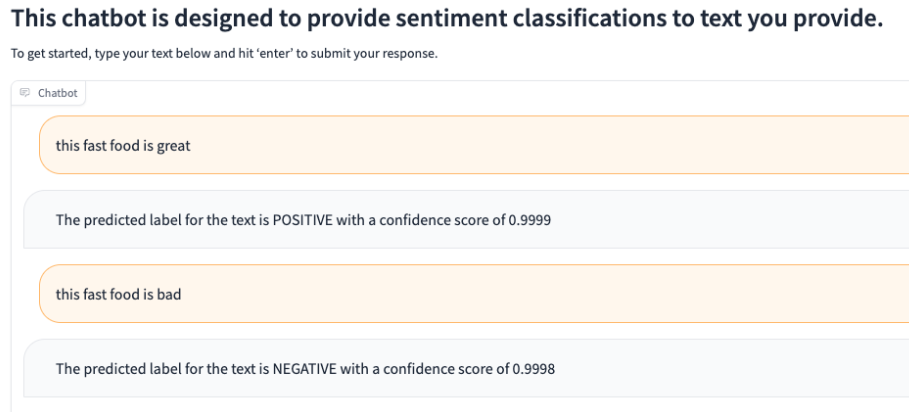 This chatbot is designed to provide sentiment classifications to text you provide.
To get started, type your text below and hit ‘enter’ to submit your response.
Chatbot
this fast food is great
The predicted label for the text is POSITIVE with a confidence score of 0.9999
this fast food is bad
The predicted label for the text is NEGATIVE with a confidence score of 0.9998